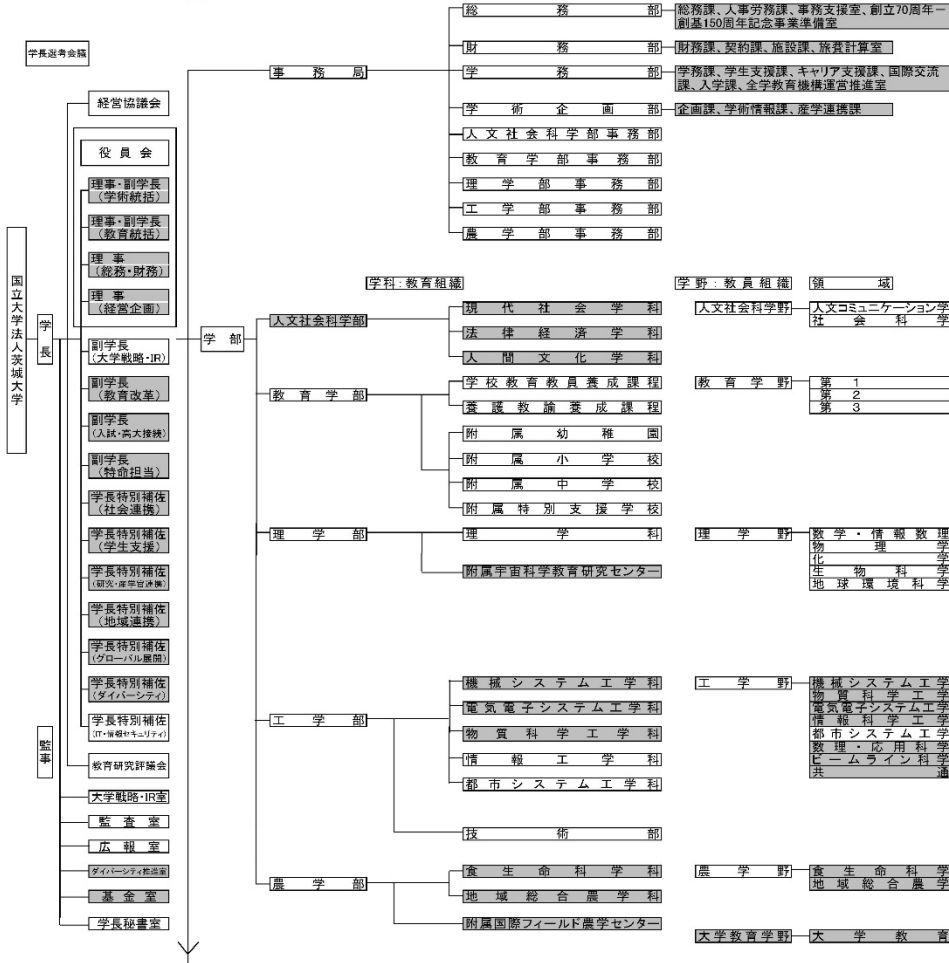 学長選考会議
経営協議会
役員会
理事・副学長
(学術統括)
理事・副学長
(教育統括)
理事
(総務・財務)
理事
(経営企画)
国立大学法人茨城大学
学長
監事
副学長
(大学戦略・IR)
副学長
(教育改革)
副学長
(入試・高大接続)
副学長
(特命担当)
学長特別補佐
(社会連携)
学長特別補佐
(学生支援)
学長特別補佐
(研究・産学官連携)
学長特別補佐
(地域連携)
学長特別補佐
(グローバル展開)
学長特別補佐
(ダイバーシティ)
学長特別補佐
(IT・情報セキュリティ)
教育研究評議会
大学戦略・IR室
監査室
広報室
ダイバーシティ推進室
基金室
学長秘書室
事務局
総務部
総務課、人事労務課、事務支援室、創立70周年ー
創基150周年記念事業準備室
財務部
財務課、契約課、施設課、旅費計算室
学務部
学務課、学生支援課、キャリア支援課、国際交流
課、入学課、全学教育機構運営推進室
学術企画部
企画課、学術情報課、産学連携課
人文社会科学部事務部
教育学部事務部
理学部事務部
工学部事務部
農学部事務部
学科:教育組織
学野:教員組織
領域
学部
人文社会科学部
現代社会学科
法律経済学科
人間文化学科
人文社会科学野
人文コミュニケーション学
社会科学
教育学部
学校教育教員養成課程
養護教諭養成課程
附属幼稚園
附属小学校
附属中学校
附属特別支援学校
教育学野
第1
第2
第3
理学部
理学科
附属宇宙科学教育研究センター
理学野
数学・情報数理
物理学
化学
生物科学
地球環境科学
工学部
機械システム工学科
電気電子システム工学科
物質科学工学科
情報工学科
都市システム工学科
技術部
工学野
機械システム工学
物質科学工学
電気電子システム工学
情報科学工学
都市システム工学
数理・応用科学
ビームライン科学
共通
農学部
食生命科学科
地域総合農学科
附属国際フィールド農学センター
農学野
食生命科学
地域総合農学
大学教育学野
大学教育